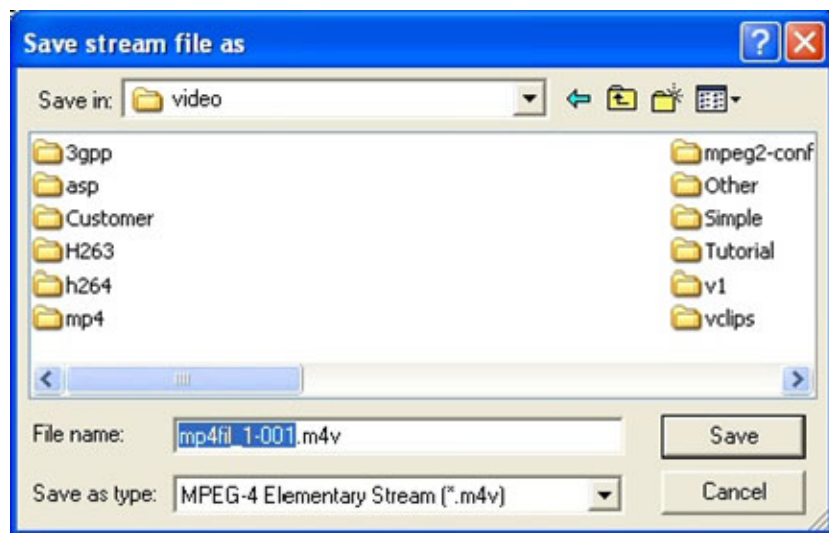 Save stream file as
Save in: video
3gpp
asp
Customer
H263
h264
mp4
mpeg2-conf
Other
Simple
Tutorial
v1
vclips
File name: mp4fil_1-001.m4v Save
Save as type: MPEG-4 Elementary Stream (*.m4v) Cancel